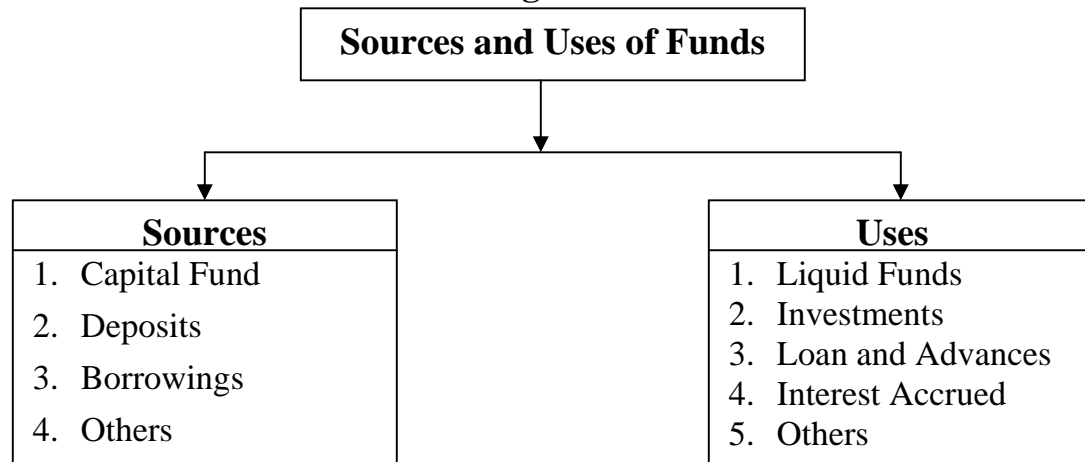 Sources and Uses of Funds
Sources
1. Capital Fund
2. Deposits
3. Borrowings
4. Others
Uses
1. Liquid Funds
2. Investments
3. Loan and Advances
4. Interest Accrued
5. Others